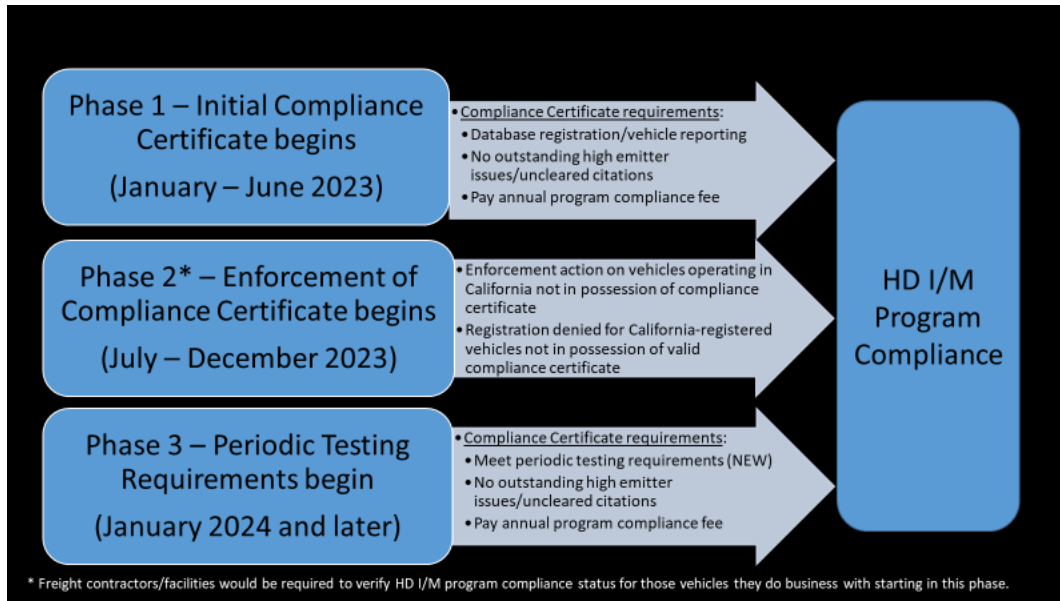 Phase 1 – Initial Compliance
Certificate begins
(January – June 2023)
• Compliance Certificate requirements:
• Database registration/vehicle reporting
• No outstanding high emitter
issues/uncleared citations
• Pay annual program compliance fee
Phase 2* – Enforcement of
Compliance Certificate begins
(July – December 2023)
• Enforcement action on vehicles operating in
California not in possession of compliance
certificate
• Registration denied for California-registered
vehicles not in possession of valid
compliance certificate
Phase 3 – Periodic Testing
Requirements begin
(January 2024 and later)
• Compliance Certificate requirements:
• Meet periodic testing requirements (NEW)
• No outstanding high emitter
issues/uncleared citations
• Pay annual program compliance fee
HD I/M
Program
Compliance
* Freight contractors/facilities would be required to verify HD I/M program compliance status for those vehicles they do business with starting in this phase.